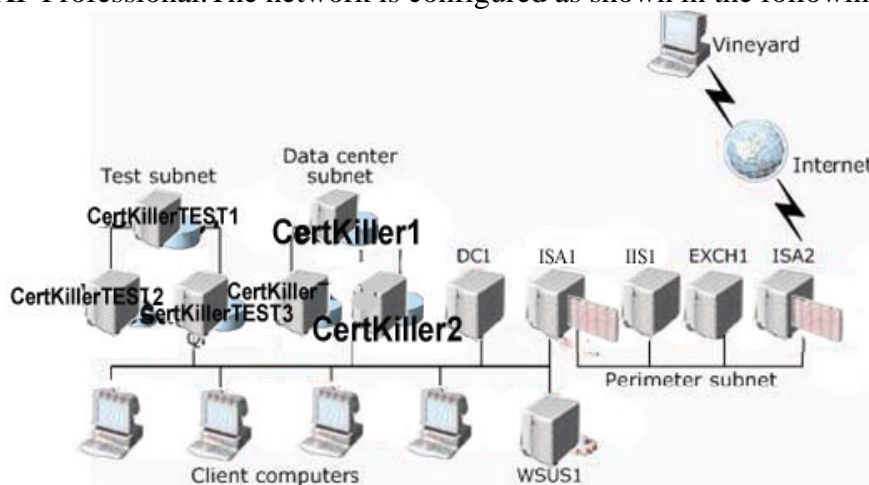 XP Professional.The network is configured as shown in the followin
Vineyard
Internet
Test subnet
Data center
subnet
CertKillerTEST1
CertKiller1
DC1
ISA1
IIS1
EXCH1
ISA2
CertKillerTEST2
CertKillerTEST3
CertKiller
CertKiller2
Perimeter subnet
Client computers
WSUS1